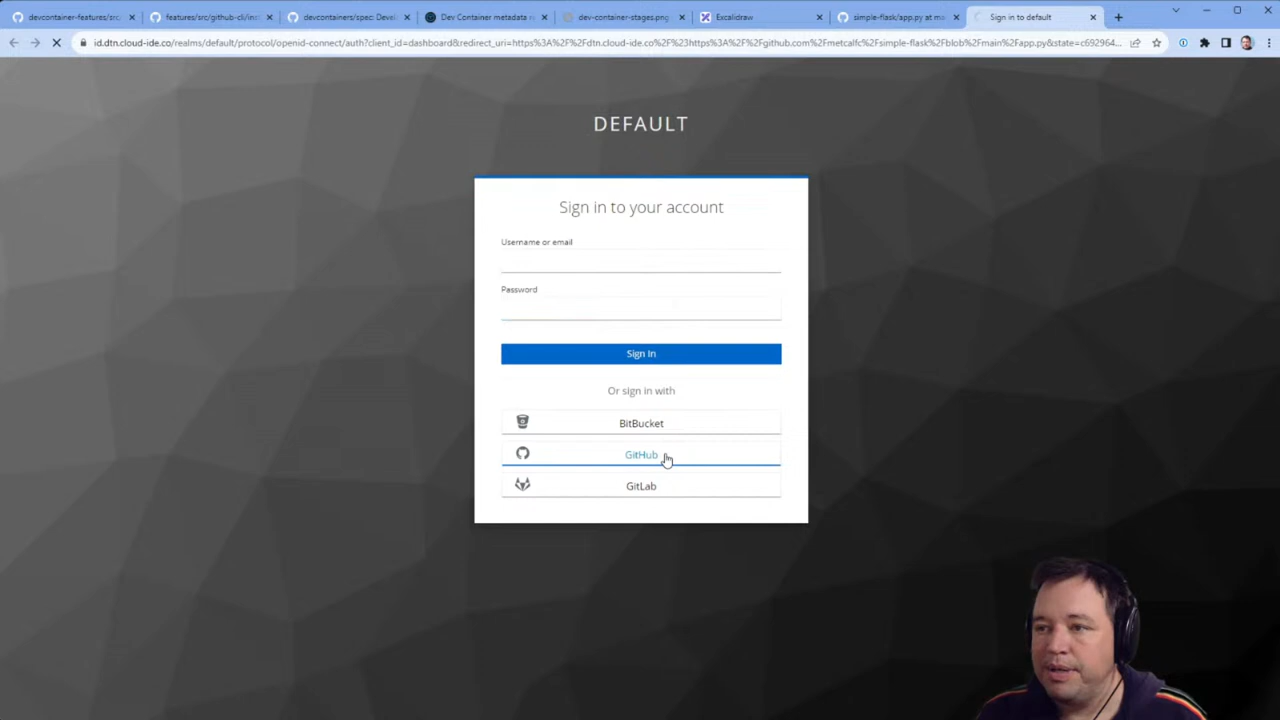 devcontainer-features/src/
features/src/github-cli/inst
devcontainers/spec: Develo
Dev Container metadata re
dev-container-stages.png
Excalidraw
simple-flask/app.py at ma
Sign in to default
id.dtn.cloud-ide.co/realms/default/protocol/openid-connect/auth?client_id=dashboard&redirect_uri=https%3A%2F%2Fdtn.cloud-ide.co%2F%23https%3A%2F%2Fgithub.com%2Fmetcalfc%2Fsimple-flask%2Fblob%2Fmain%2Fapp.py&state=c692964...
DEFAULT
Sign in to your account
Username or email
Password
Sign In
Or sign in with
BitBucket
GitHub
GitLab